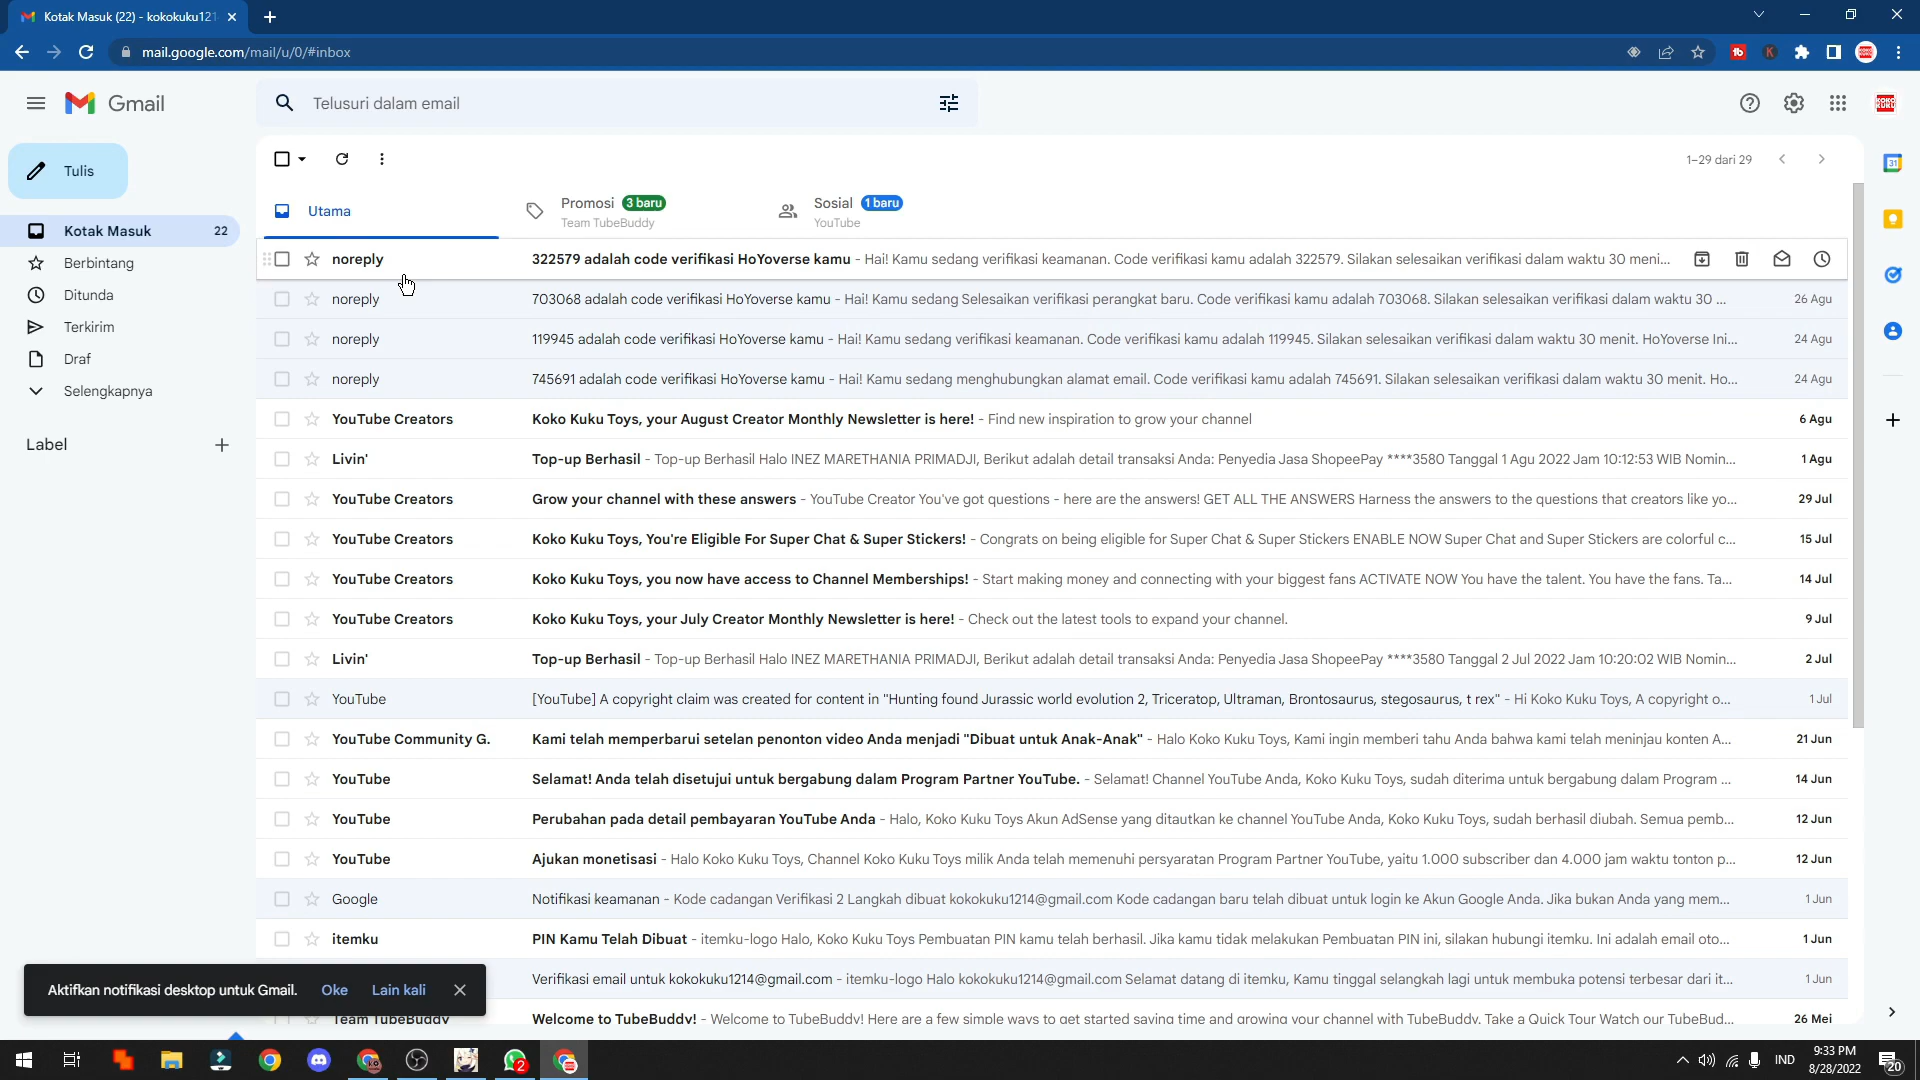 Kotak Masuk (22) - kokokuku121
mail.google.com/mail/u/0/#inbox
Gmail
Telusuri dalam email
Tulis
1–29 dari 29
Kotak Masuk 22
Berbintang
Ditunda
Terkirim
Draf
Selengkapnya
Label
Utama
Promosi 3 baru
Team TubeBuddy
Sosial 1 baru
YouTube
noreply 322579 adalah code verifikasi HoYoverse kamu - Hai! Kamu sedang verifikasi keamanan. Code verifikasi kamu adalah 322579. Silakan selesaikan verifikasi dalam waktu 30 meni...
noreply 703068 adalah code verifikasi HoYoverse kamu - Hai! Kamu sedang Selesaikan verifikasi perangkat baru. Code verifikasi kamu adalah 703068. Silakan selesaikan verifikasi dalam waktu 30 ... 26 Agu
noreply 119945 adalah code verifikasi HoYoverse kamu - Hai! Kamu sedang verifikasi keamanan. Code verifikasi kamu adalah 119945. Silakan selesaikan verifikasi dalam waktu 30 menit. HoYoverse Ini... 24 Agu
noreply 745691 adalah code verifikasi HoYoverse kamu - Hai! Kamu sedang menghubungkan alamat email. Code verifikasi kamu adalah 745691. Silakan selesaikan verifikasi dalam waktu 30 menit. Ho... 24 Agu
YouTube Creators Koko Kuku Toys, your August Creator Monthly Newsletter is here! - Find new inspiration to grow your channel 6 Agu
Livin' Top-up Berhasil - Top-up Berhasil Halo INEZ MARETHANIA PRIMADJI, Berikut adalah detail transaksi Anda: Penyedia Jasa ShopeePay ****3580 Tanggal 1 Agu 2022 Jam 10:12:53 WIB Nomin... 1 Agu
YouTube Creators Grow your channel with these answers - YouTube Creator You've got questions - here are the answers! GET ALL THE ANSWERS Harness the answers to the questions that creators like yo... 29 Jul
YouTube Creators Koko Kuku Toys, You're Eligible For Super Chat & Super Stickers! - Congrats on being eligible for Super Chat & Super Stickers ENABLE NOW Super Chat and Super Stickers are colorful c... 15 Jul
YouTube Creators Koko Kuku Toys, you now have access to Channel Memberships! - Start making money and connecting with your biggest fans ACTIVATE NOW You have the talent. You have the fans. Ta... 14 Jul
YouTube Creators Koko Kuku Toys, your July Creator Monthly Newsletter is here! - Check out the latest tools to expand your channel. 9 Jul
Livin' Top-up Berhasil - Top-up Berhasil Halo INEZ MARETHANIA PRIMADJI, Berikut adalah detail transaksi Anda: Penyedia Jasa ShopeePay ****3580 Tanggal 2 Jul 2022 Jam 10:20:02 WIB Nomin... 2 Jul
YouTube [YouTube] A copyright claim was created for content in "Hunting found Jurassic world evolution 2, Triceratop, Ultraman, Brontosaurus, stegosaurus, t rex" - Hi Koko Kuku Toys, A copyright o... 1 Jul
YouTube Community G. Kami telah memperbarui setelan penonton video Anda menjadi "Dibuat untuk Anak-Anak" - Halo Koko Kuku Toys, Kami ingin memberi tahu Anda bahwa kami telah meninjau konten A... 21 Jun
YouTube Selamat! Anda telah disetujui untuk bergabung dalam Program Partner YouTube. - Selamat! Channel YouTube Anda, Koko Kuku Toys, sudah diterima untuk bergabung dalam Program ... 14 Jun
YouTube Perubahan pada detail pembayaran YouTube Anda - Halo, Koko Kuku Toys Akun AdSense yang ditautkan ke channel YouTube Anda, Koko Kuku Toys, sudah berhasil diubah. Semua pemb... 12 Jun
YouTube Ajukan monetisasi - Halo Koko Kuku Toys, Channel Koko Kuku Toys milik Anda telah memenuhi persyaratan Program Partner YouTube, yaitu 1.000 subscriber dan 4.000 jam waktu tonton p... 12 Jun
Google Notifikasi keamanan - Kode cadangan Verifikasi 2 Langkah dibuat kokokuku1214@gmail.com Kode cadangan baru telah dibuat untuk login ke Akun Google Anda. Jika bukan Anda yang mem... 1 Jun
itemku PIN Kamu Telah Dibuat - itemku-logo Halo, Koko Kuku Toys Pembuatan PIN kamu telah berhasil. Jika kamu tidak melakukan Pembuatan PIN ini, silakan hubungi itemku. Ini adalah email oto... 1 Jun
Verifikasi email untuk kokokuku1214@gmail.com - itemku-logo Halo kokokuku1214@gmail.com Selamat datang di itemku, Kamu tinggal selangkah lagi untuk membuka potensi terbesar dari it... 1 Jun
Team TubeBuddy Welcome to TubeBuddy! - Welcome to TubeBuddy! Here are a few simple ways to get started saving time and growing your channel with TubeBuddy. Take a Quick Tour Watch our TubeBud... 26 Mei
Aktifkan notifikasi desktop untuk Gmail. Oke Lain kali
31
2
IND
9:33 PM
8/28/2022
20